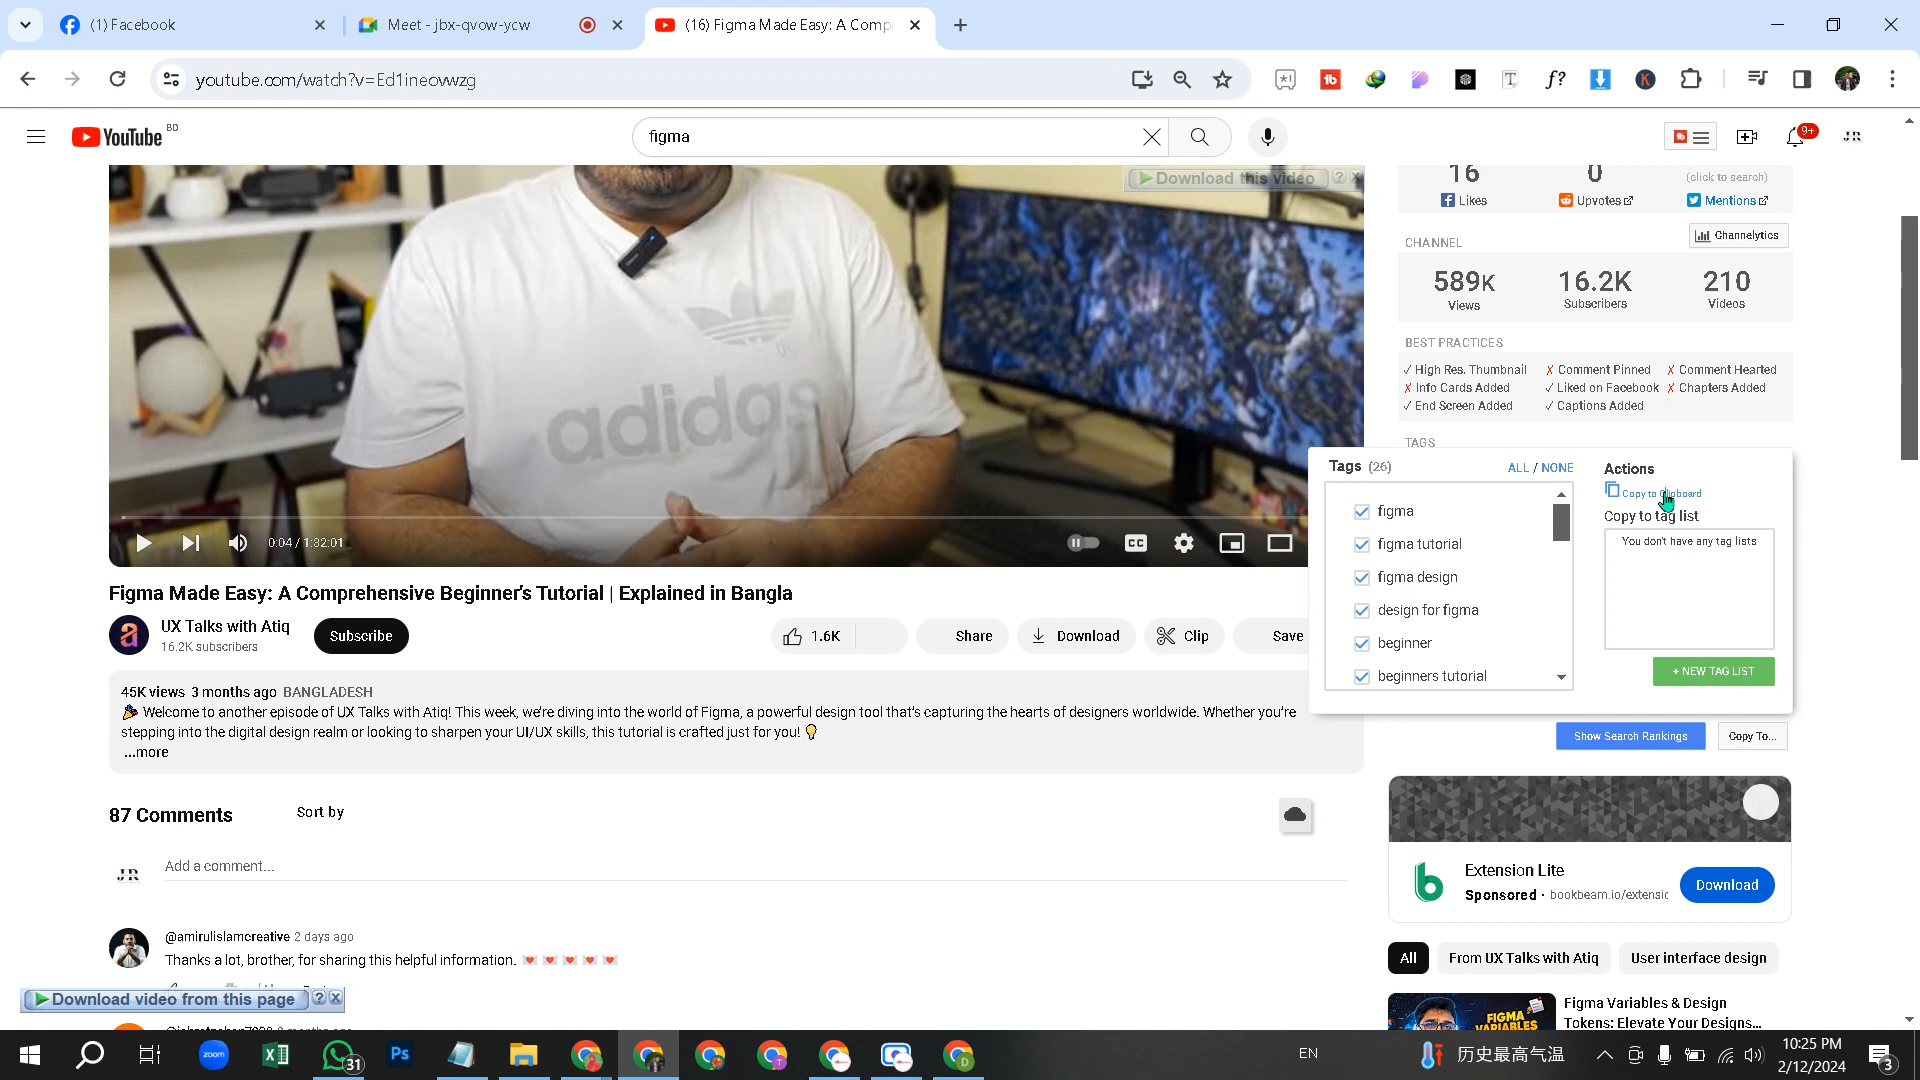 (1) Facebook
Meet - jbx-qvow-ycw
(16) Figma Made Easy: A Comp
youtube.com/watch?v=Ed1ineovwzg
YouTube BD
figma
9+
JR
Download this video
16
Likes
0
Upvotes
(click to search)
Mentions
CHANNEL
Channelytics
589K
Views
16.2K
Subscribers
210
Videos
BEST PRACTICES
✓ High Res. Thumbnail ✗ Comment Pinned ✗ Comment Hearted
✗ Info Cards Added ✓ Liked on Facebook ✗ Chapters Added
✓ End Screen Added ✓ Captions Added
TAGS
Tags (26) ALL / NONE
figma
figma tutorial
figma design
design for figma
beginner
beginners tutorial
Actions
Copy to Clipboard
Copy to tag list
You don't have any tag lists
+ NEW TAG LIST
Show Search Rankings
Copy To...
adidas
0:04 / 1:32:01
CC
Figma Made Easy: A Comprehensive Beginner's Tutorial | Explained in Bangla
UX Talks with Atiq
16.2K subscribers
Subscribe
1.6K
Share
Download
Clip
Save
45K views 3 months ago BANGLADESH
Welcome to another episode of UX Talks with Atiq! This week, we're diving into the world of Figma, a powerful design tool that's capturing the hearts of designers worldwide. Whether you're
stepping into the digital design realm or looking to sharpen your UI/UX skills, this tutorial is crafted just for you!
...more
87 Comments
Sort by
JR
Add a comment...
@amirulislamcreative 2 days ago
Thanks a lot, brother, for sharing this helpful information.
Download video from this page
Extension Lite
Sponsored · bookbeam.io/extensic
Download
All
From UX Talks with Atiq
User interface design
FIGMA
VARIABLES
Figma Variables & Design
Tokens: Elevate Your Designs...
zoom
31
Ps
EN
历史最高气温
10:25 PM
2/12/2024
3